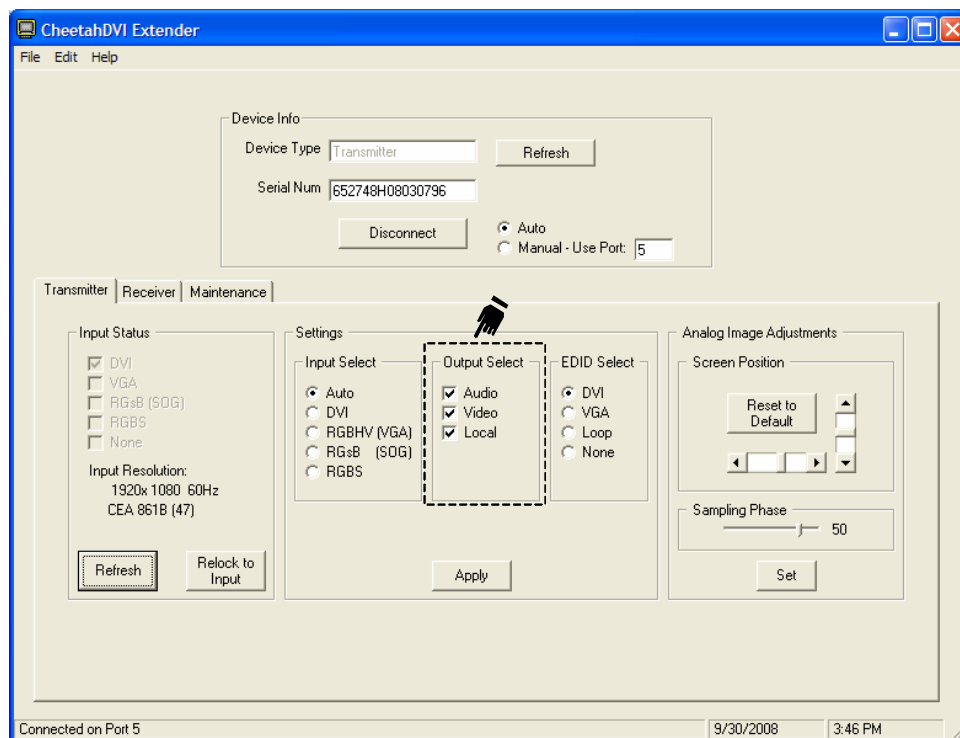 CheetahDVI Extender
File Edit Help
Device Info
Device Type Transmitter Refresh
Serial Num 652748H08030796
Disconnect
Auto
Manual - Use Port: 5
Transmitter Receiver Maintenance
Input Status
DVI
VGA
RGsB (SOG)
RGBS
None
Input Resolution:
1920x 1080 60Hz
CEA 861B (47)
Refresh
Relock to
Input
Settings
Input Select
Auto
DVI
RGBHV (VGA)
RGsB (SOG)
RGBS
Output Select
Audio
Video
Local
EDID Select
DVI
VGA
Loop
None
Apply
Analog Image Adjustments
Screen Position
Reset to
Default
Sampling Phase
50
Set
Connected on Port 5 9/30/2008 3:46 PM